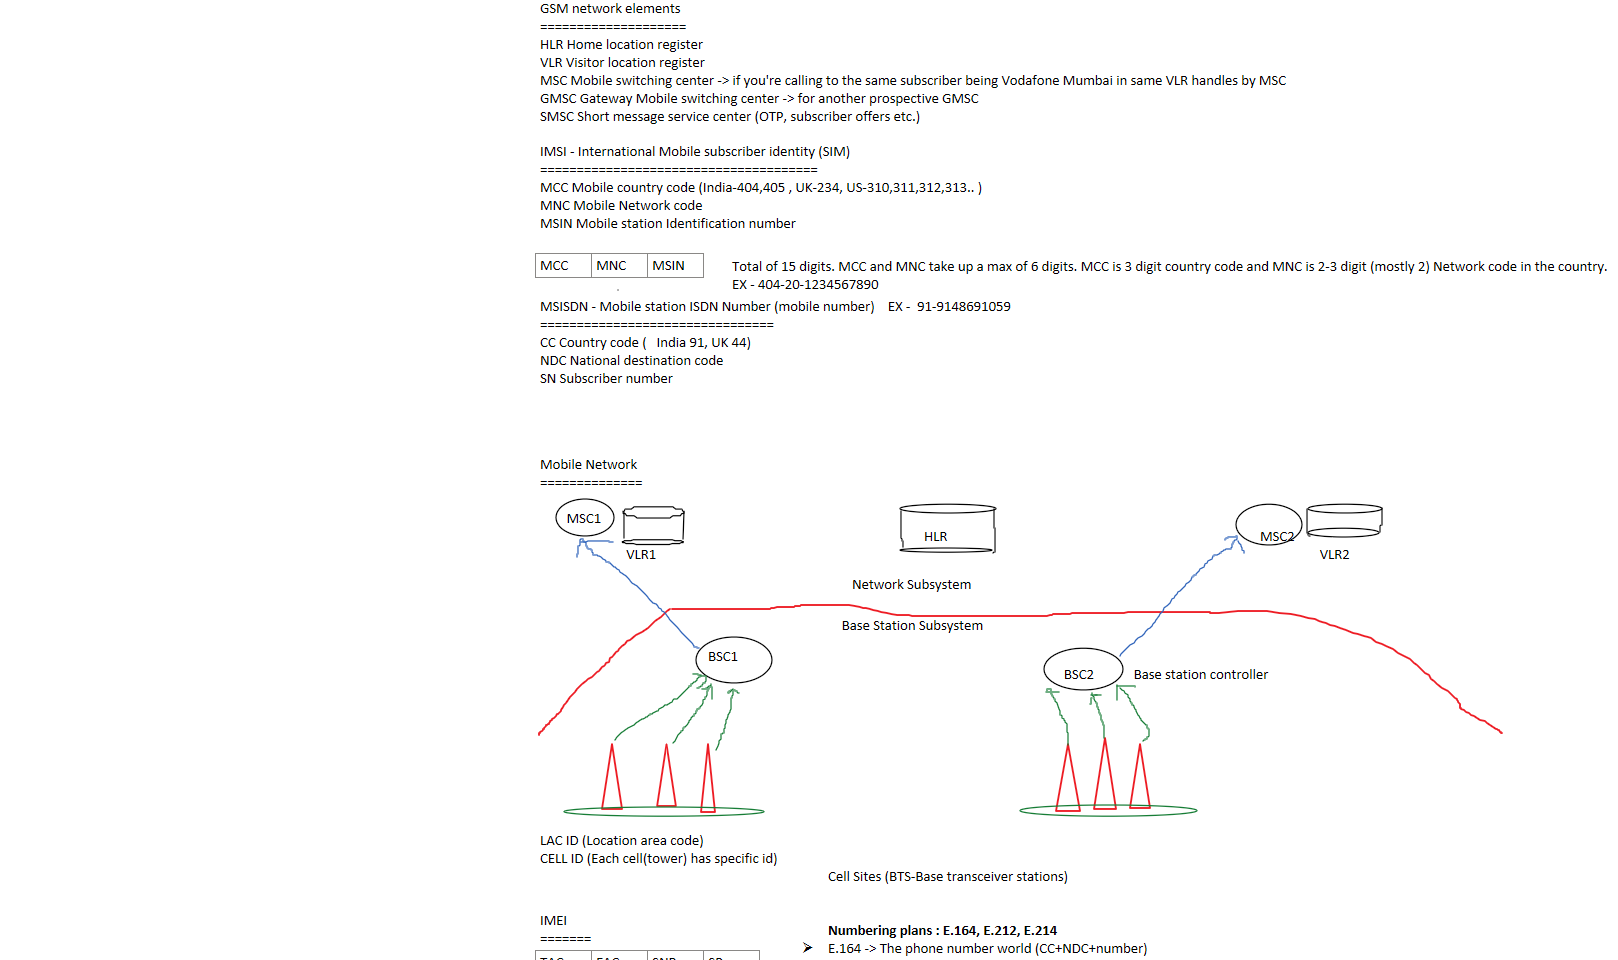 GSM network elements
====================
HLR Home location register
VLR Visitor location register
MSC Mobile switching center -> if you're calling to the same subscriber being Vodafone Mumbai in same VLR handles by MSC
GMSC Gateway Mobile switching center -> for another prospective GMSC
SMSC Short message service center (OTP, subscriber offers etc.)
IMSI - International Mobile subscriber identity (SIM)
======================================
MCC Mobile country code (India-404,405 , UK-234, US-310,311,312,313.. )
MNC Mobile Network code
MSIN Mobile station Identification number
MCC MNC MSIN
Total of 15 digits. MCC and MNC take up a max of 6 digits. MCC is 3 digit country code and MNC is 2-3 digit (mostly 2) Network code in the country.
EX - 404-20-1234567890
MSISDN - Mobile station ISDN Number (mobile number) EX - 91-9148691059
================================
CC Country code ( India 91, UK 44)
NDC National destination code
SN Subscriber number
Mobile Network
==============
MSC1
VLR1
HLR
MSC2
VLR2
Network Subsystem
Base Station Subsystem
BSC1
BSC2
Base station controller
LAC ID (Location area code)
CELL ID (Each cell(tower) has specific id)
Cell Sites (BTS-Base transceiver stations)
IMEI
=======
Numbering plans : E.164, E.212, E.214
➤ E.164 -> The phone number world (CC+NDC+number)